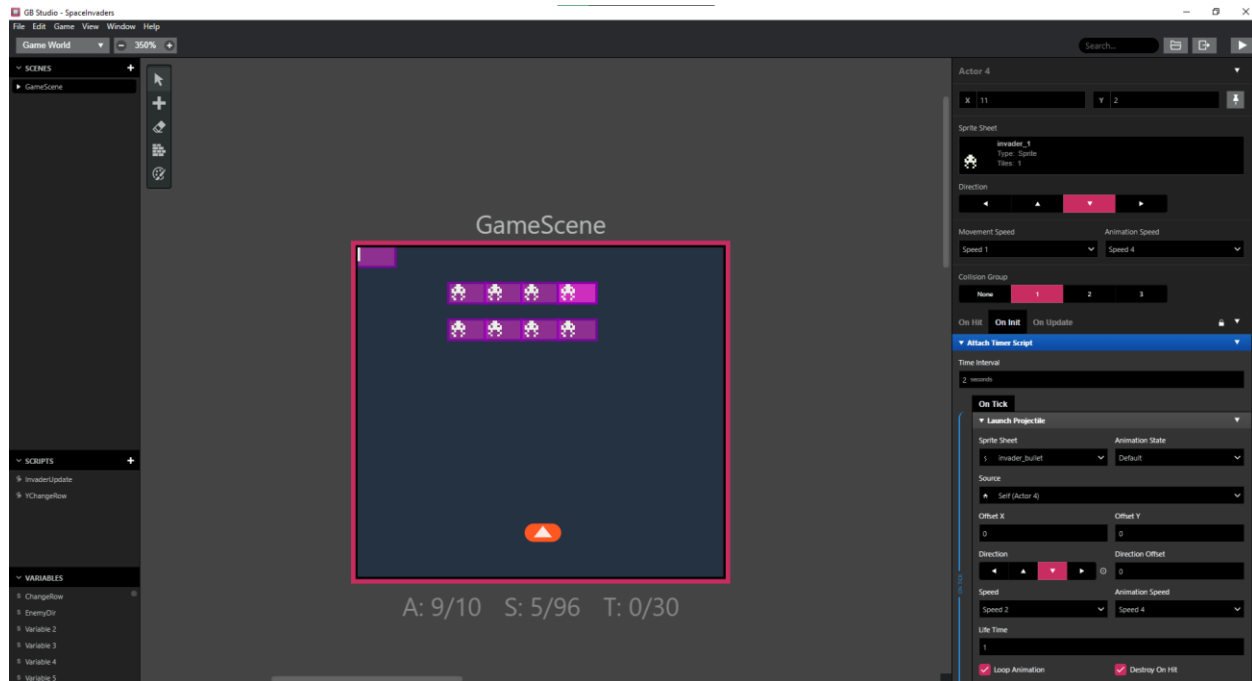 GB Studio - SpaceInvaders
File Edit Game View Window Help
Game World 350% Search...
SCENES
GameScene
SCRIPTS
InvaderUpdate
YChangeRow
VARIABLES
ChangeRow
EnemyDir
Variable 2
Variable 3
Variable 4
Variable 5
GameScene
A: 9/10 S: 5/96 T: 0/30
Actor 4
X 11 Y 2
Sprite Sheet
invader_1
Type: Sprite
Tiles: 1
Direction
Movement Speed Animation Speed
Speed 1 Speed 4
Collision Group
None 1 2 3
On Hit On Init On Update
Attach Timer Script
Time Interval
2 seconds
On Tick
Launch Projectile
Sprite Sheet Animation State
S invader_bullet Default
Source
Self (Actor 4)
Offset X Offset Y
0 0
Direction Direction Offset
0
ON TICK
Speed Animation Speed
Speed 2 Speed 4
Life Time
1
Loop Animation Destroy On Hit